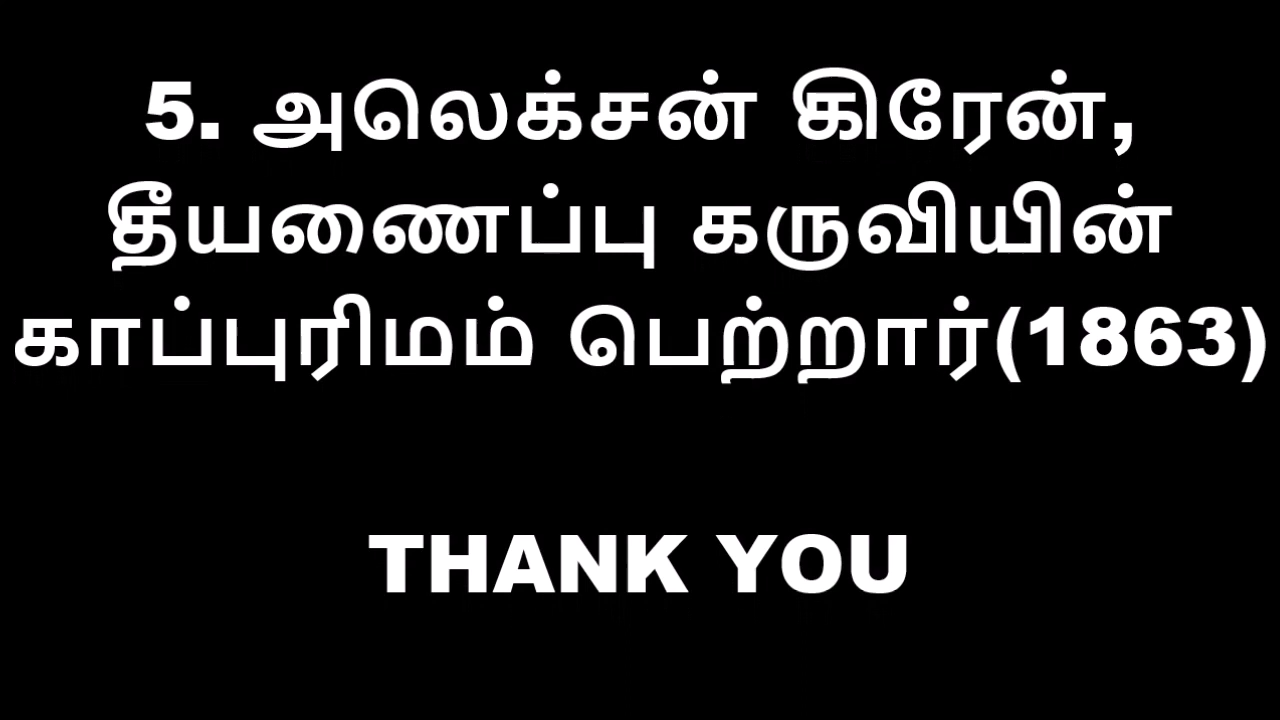 5. அலெக்சன் கிரேன்,
தீயணைப்பு கருவியின்
காப்புரிமம் பெற்றார்(1863)
THANK YOU